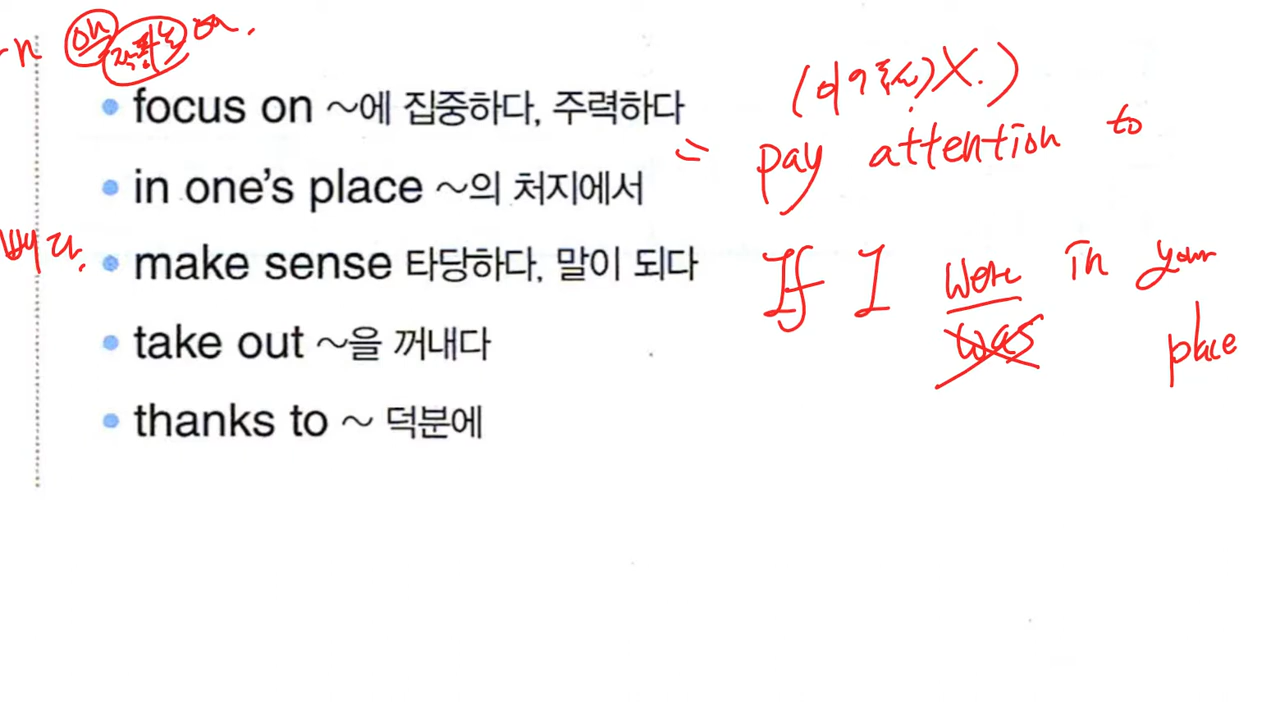 on
focus on ~에 집중하다, 주력하다
= pay attention to
in one's place ~의 처지에서
make sense 타당하다, 말이 되다
If I were in your place
was
take out ~을 꺼내다
thanks to ~ 덕분에